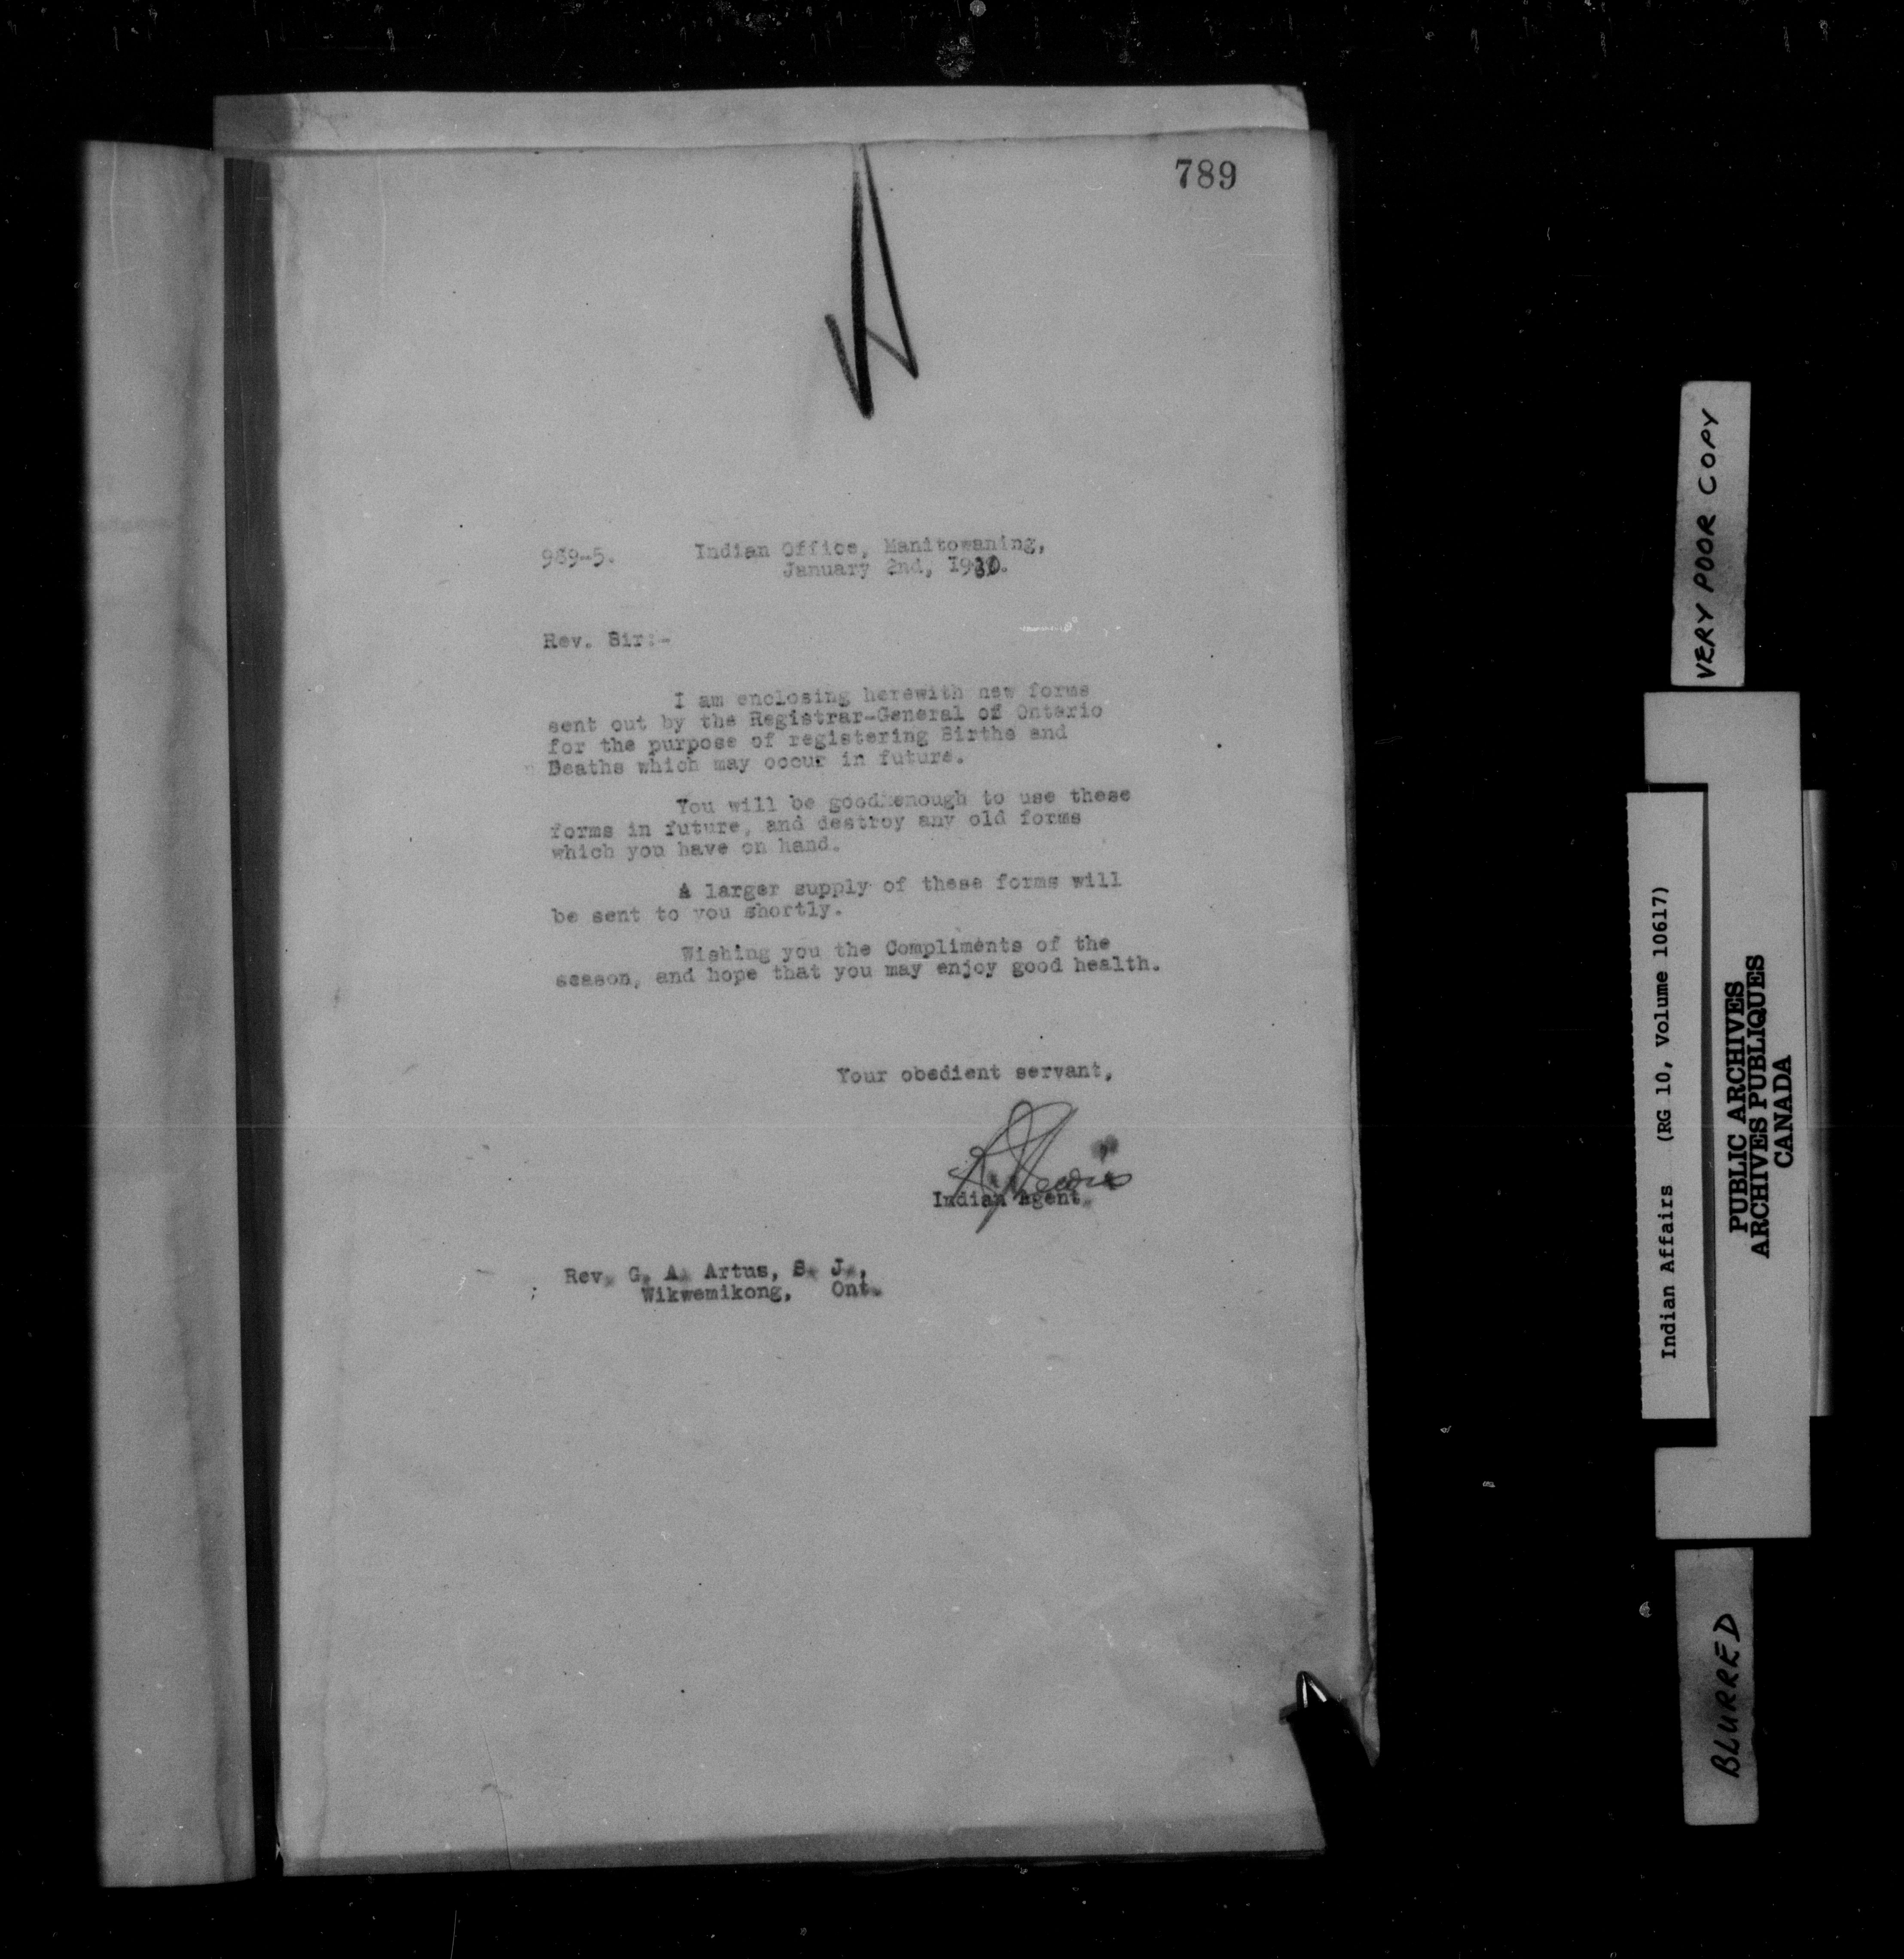 789
969-5. Indian Office, Manitowaning,
January 2nd,
Rev. Sir:-
I am enclosing herewith new forms
sent out by the Registrar-General of Ontario
for the purpose of registering Births and
Deaths which may occur in future.
You will be good enough to use these
forms in future, and destroy any old forms
which you have on hand.
A larger supply of these forms will
be sent to you shortly.
Wishing you the Compliments of the
season, and hope that you may enjoy good health.
Your obedient servant,
Indian Agent.
Rev. G. A. Artus, S. J.,
Wikwemikong, Ont.
VERY POOR COPY
Indian Affairs (RG 10, Volume 10617)
PUBLIC ARCHIVES
ARCHIVES PUBLIQUES
CANADA
BLURRED